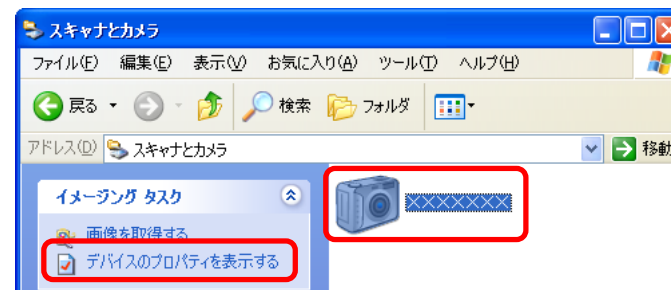 スキャナとカメラ
ファイル(F) 編集(E) 表示(V) お気に入り(A) ツール(T) ヘルプ(H)
戻る 検索 フォルダ
アドレス(D) スキャナとカメラ 移動
イメージング タスク
画像を取得する
デバイスのプロパティを表示する
XXXXXXXX